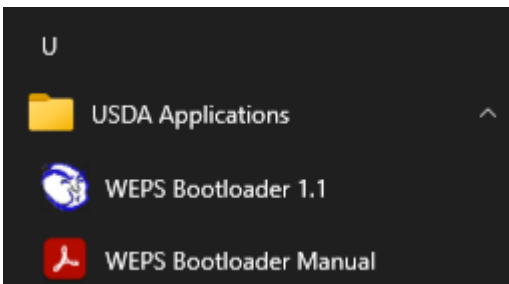 U
USDA Applications
WEPS Bootloader 1.1
WEPS Bootloader Manual